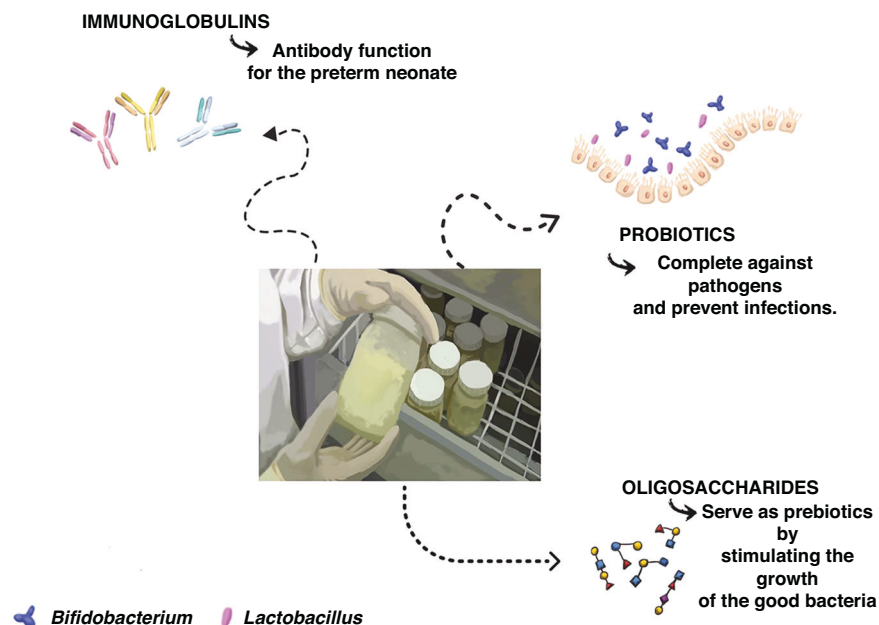 IMMUNOGLOBULINS
Antibody function
for the preterm neonate
PROBIOTICS
Complete against
pathogens
and prevent infections.
OLIGOSACCHARIDES
Serve as prebiotics
by
stimulating the
growth
of the good bacteria
Bifidobacterium
Lactobacillus